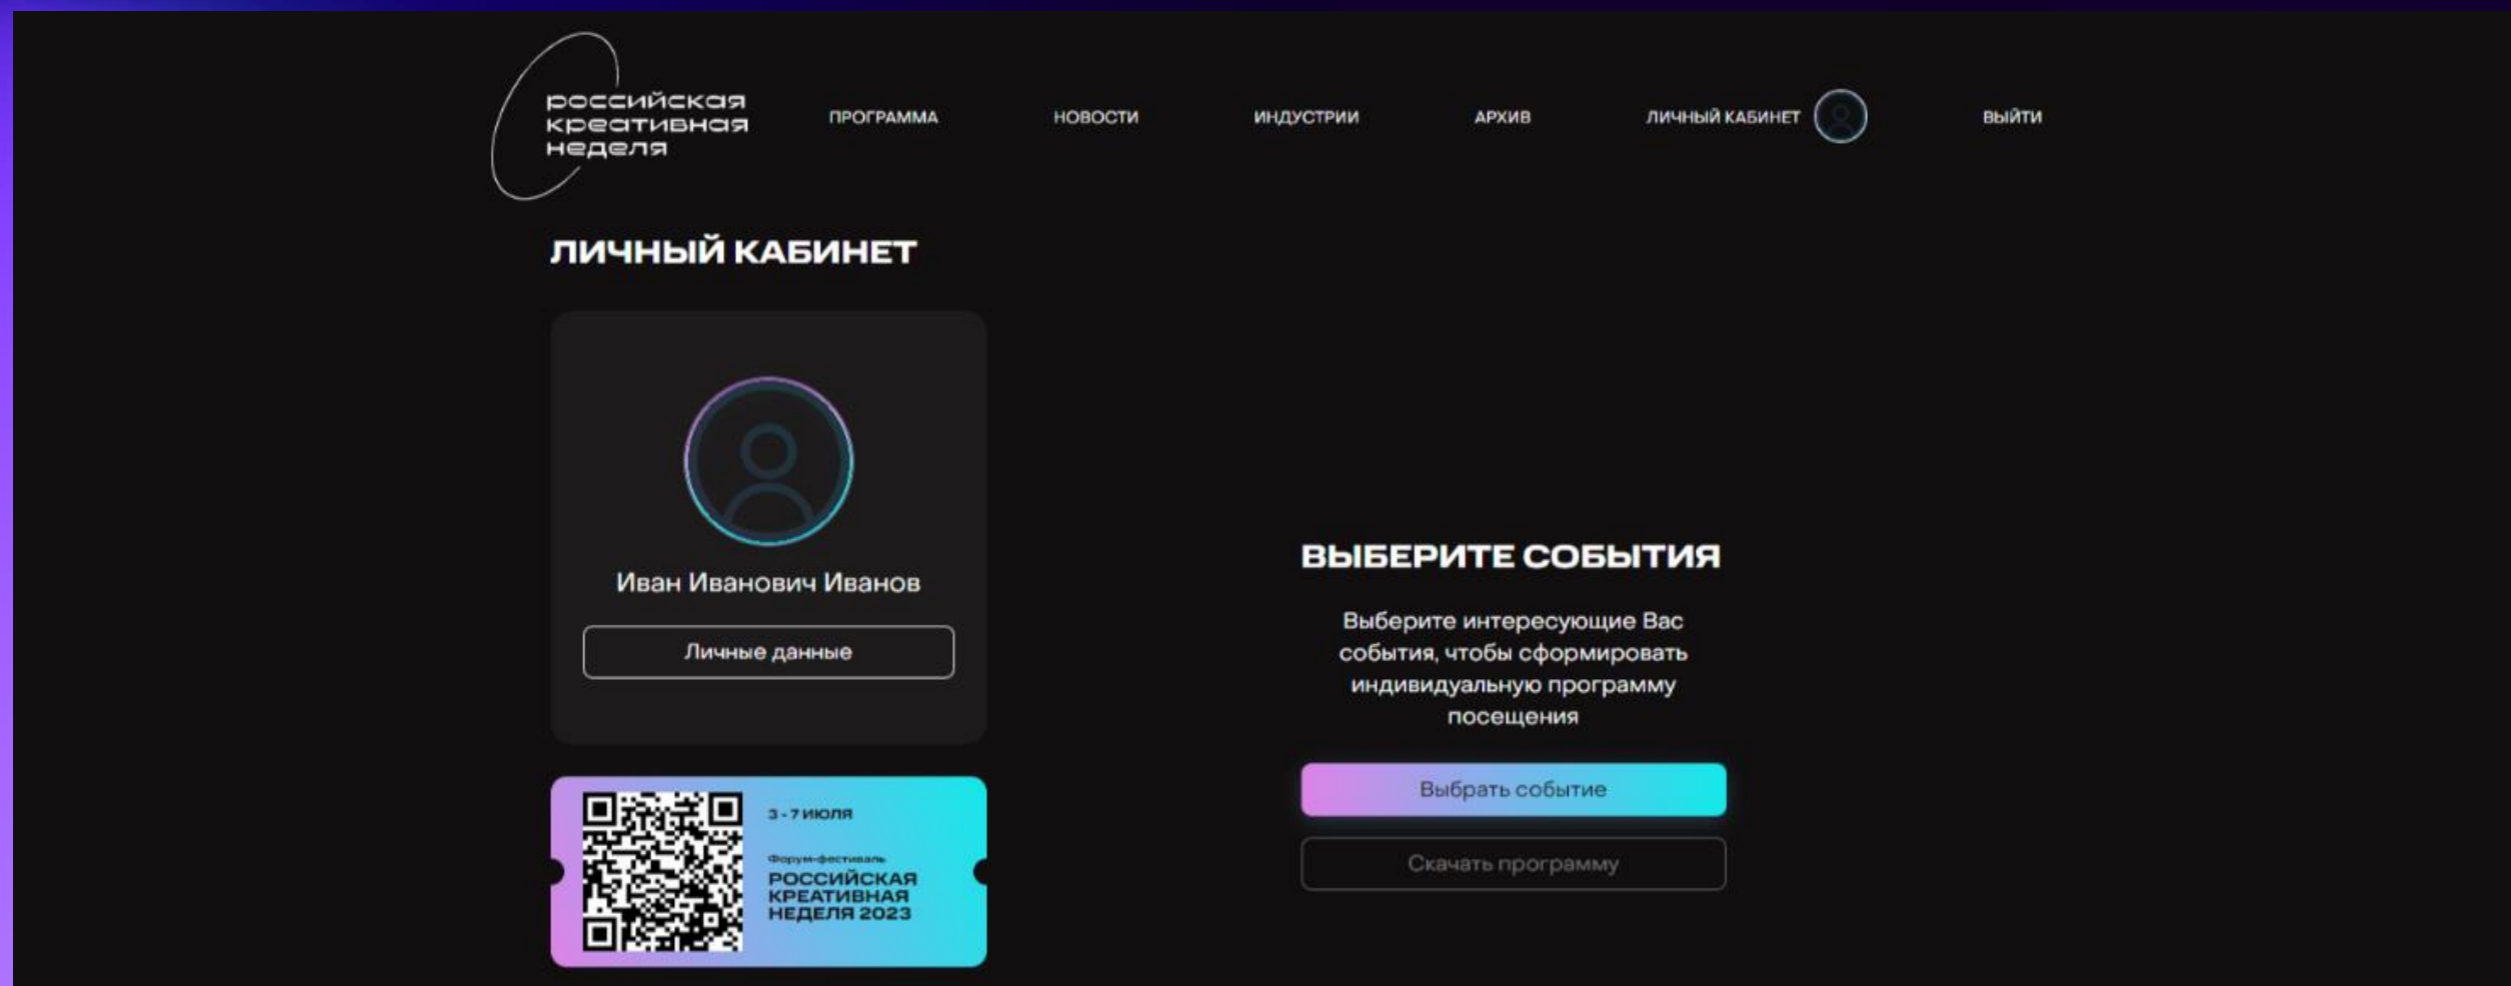 российская
креативная
неделя
ПРОГРАММА
НОВОСТИ
ИНДУСТРИИ
АРХИВ
ЛИЧНЫЙ КАБИНЕТ
ВЫЙТИ
ЛИЧНЫЙ КАБИНЕТ
Иван Иванович Иванов
Личные данные
3 - 7 ИЮЛЯ
Форум-фестиваль
РОССИЙСКАЯ
КРЕАТИВНАЯ
НЕДЕЛЯ 2023
ВЫБЕРИТЕ СОБЫТИЯ
Выберите интересующие Вас
события, чтобы сформировать
индивидуальную программу
посещения
Выбрать событие
Скачать программу